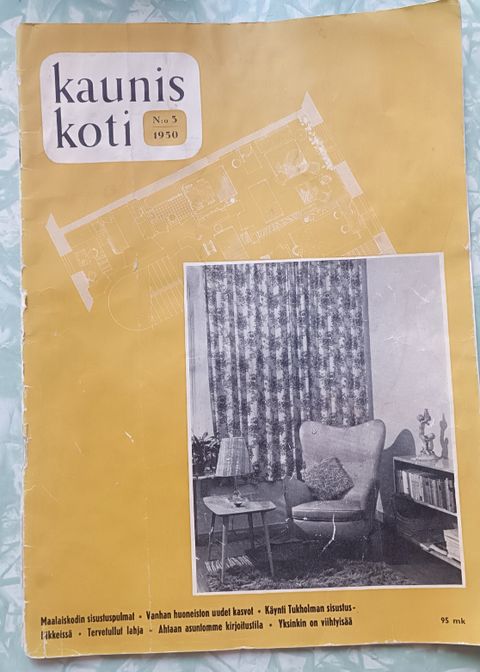 kaunis
koti
N:o 5
1950
Maalaiskodin sisustuspulmat • Vanhan huoneiston uudet kasvot • Käynti Tukholman sisustus-
liikkeissä • Tervetullut lahja - Ahtaan asuntomme kirjoitustila • Yksinkin on viihtyisää
95 mk